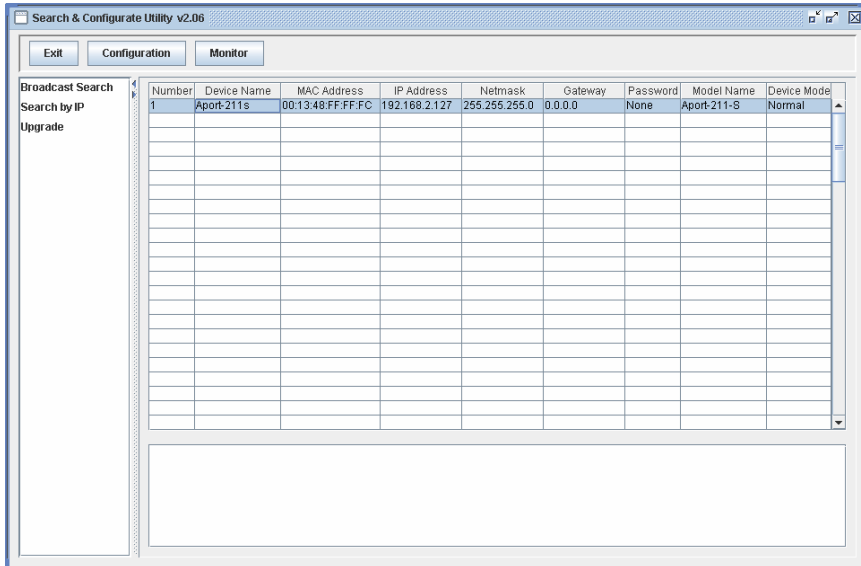 Search & Configurate Utility v2.06
Exit Configuration Monitor
Broadcast Search
Search by IP
Upgrade
Number Device Name MAC Address IP Address Netmask Gateway Password Model Name Device Mode
1 Aport-211s 00:13:48:FF:FF:FC 192.168.2.127 255.255.255.0 0.0.0.0 None Aport-211-S Normal